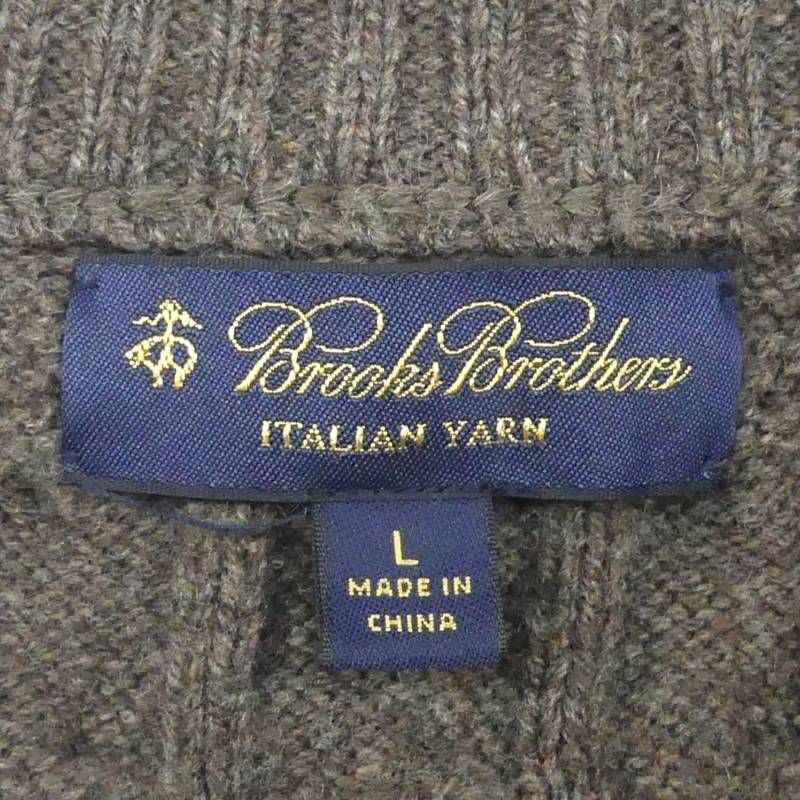 Brooks Brothers
ITALIAN YARN
L
MADE IN
CHINA